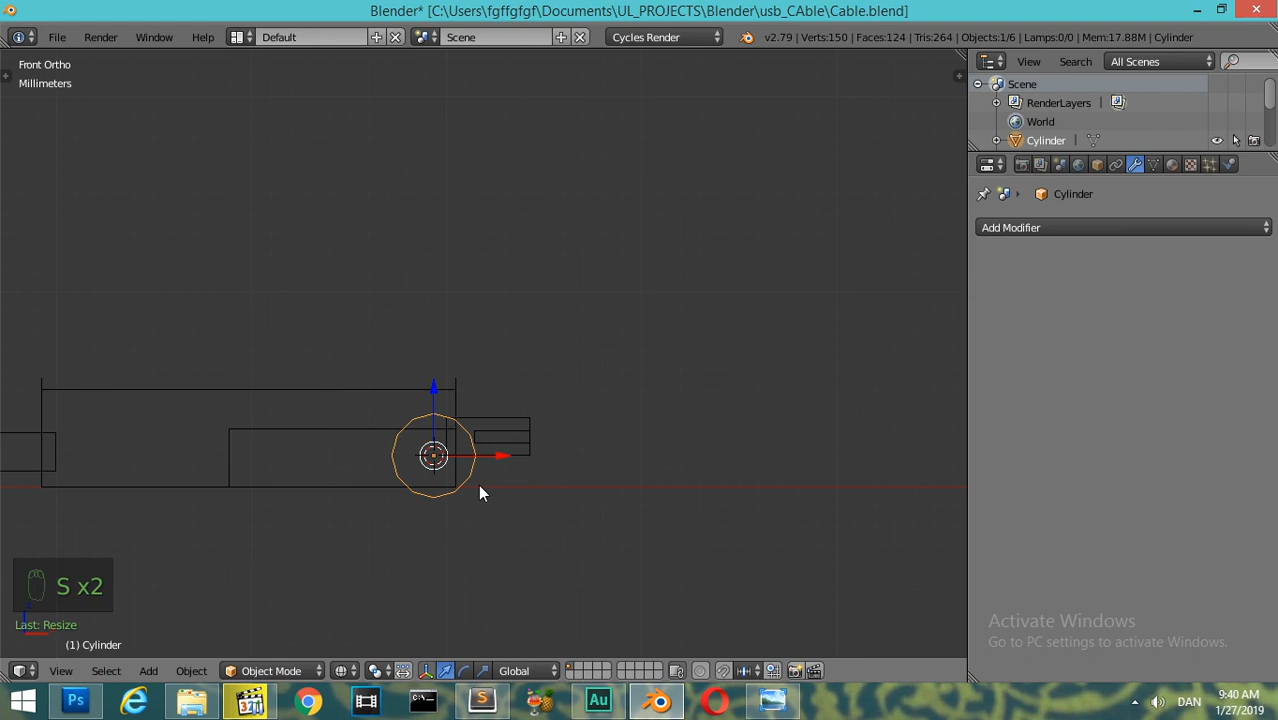 Blender* [C:\Users\fgffgfgf\Documents\UL_PROJECTS\Blender\usb_CAble\Cable.blend]
File Render Window Help Default Scene Cycles Render v2.79 | Verts:150 | Faces:124 | Tris:264 | Objects:1/6 | Lamps:0/0 | Mem:17.88M | Cylinder
Front Ortho
Millimeters
View Search All Scenes
Scene
RenderLayers
World
Cylinder
Cylinder
Add Modifier
S x2
Last: Resize
(1) Cylinder
Activate Windows
Go to PC settings to activate Windows.
View Select Add Object Object Mode Global
Ps
Au
DAN
9:40 AM
1/27/2019